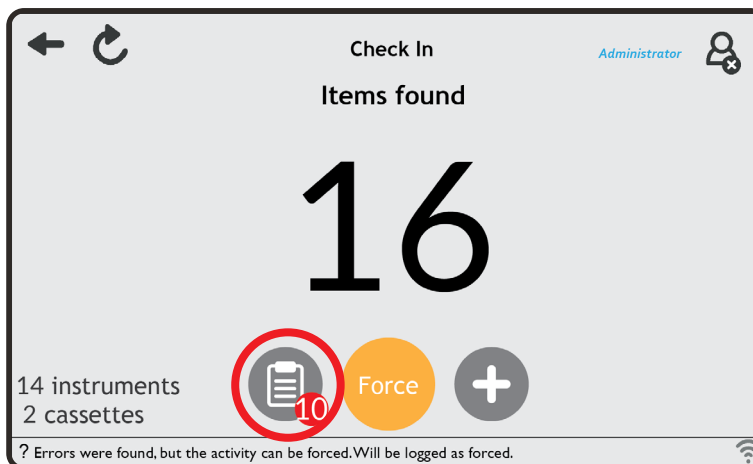 Check In
Administrator
Items found
16
14 instruments
2 cassettes
10
Force
? Errors were found, but the activity can be forced.Will be logged as forced.